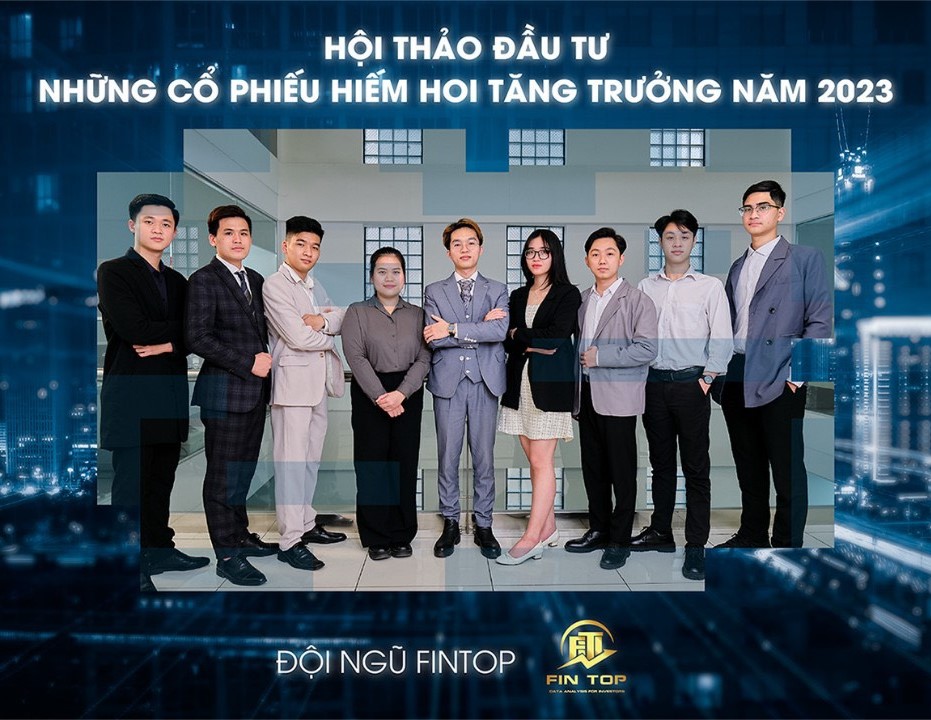 HỘI THẢO ĐẦU TƯ
NHỮNG CỔ PHIẾU HIẾM HOI TĂNG TRƯỞNG NĂM 2023
ĐỘI NGŨ FINTOP
FIN TOP
DATA ANALYSIS FOR INVESTORS